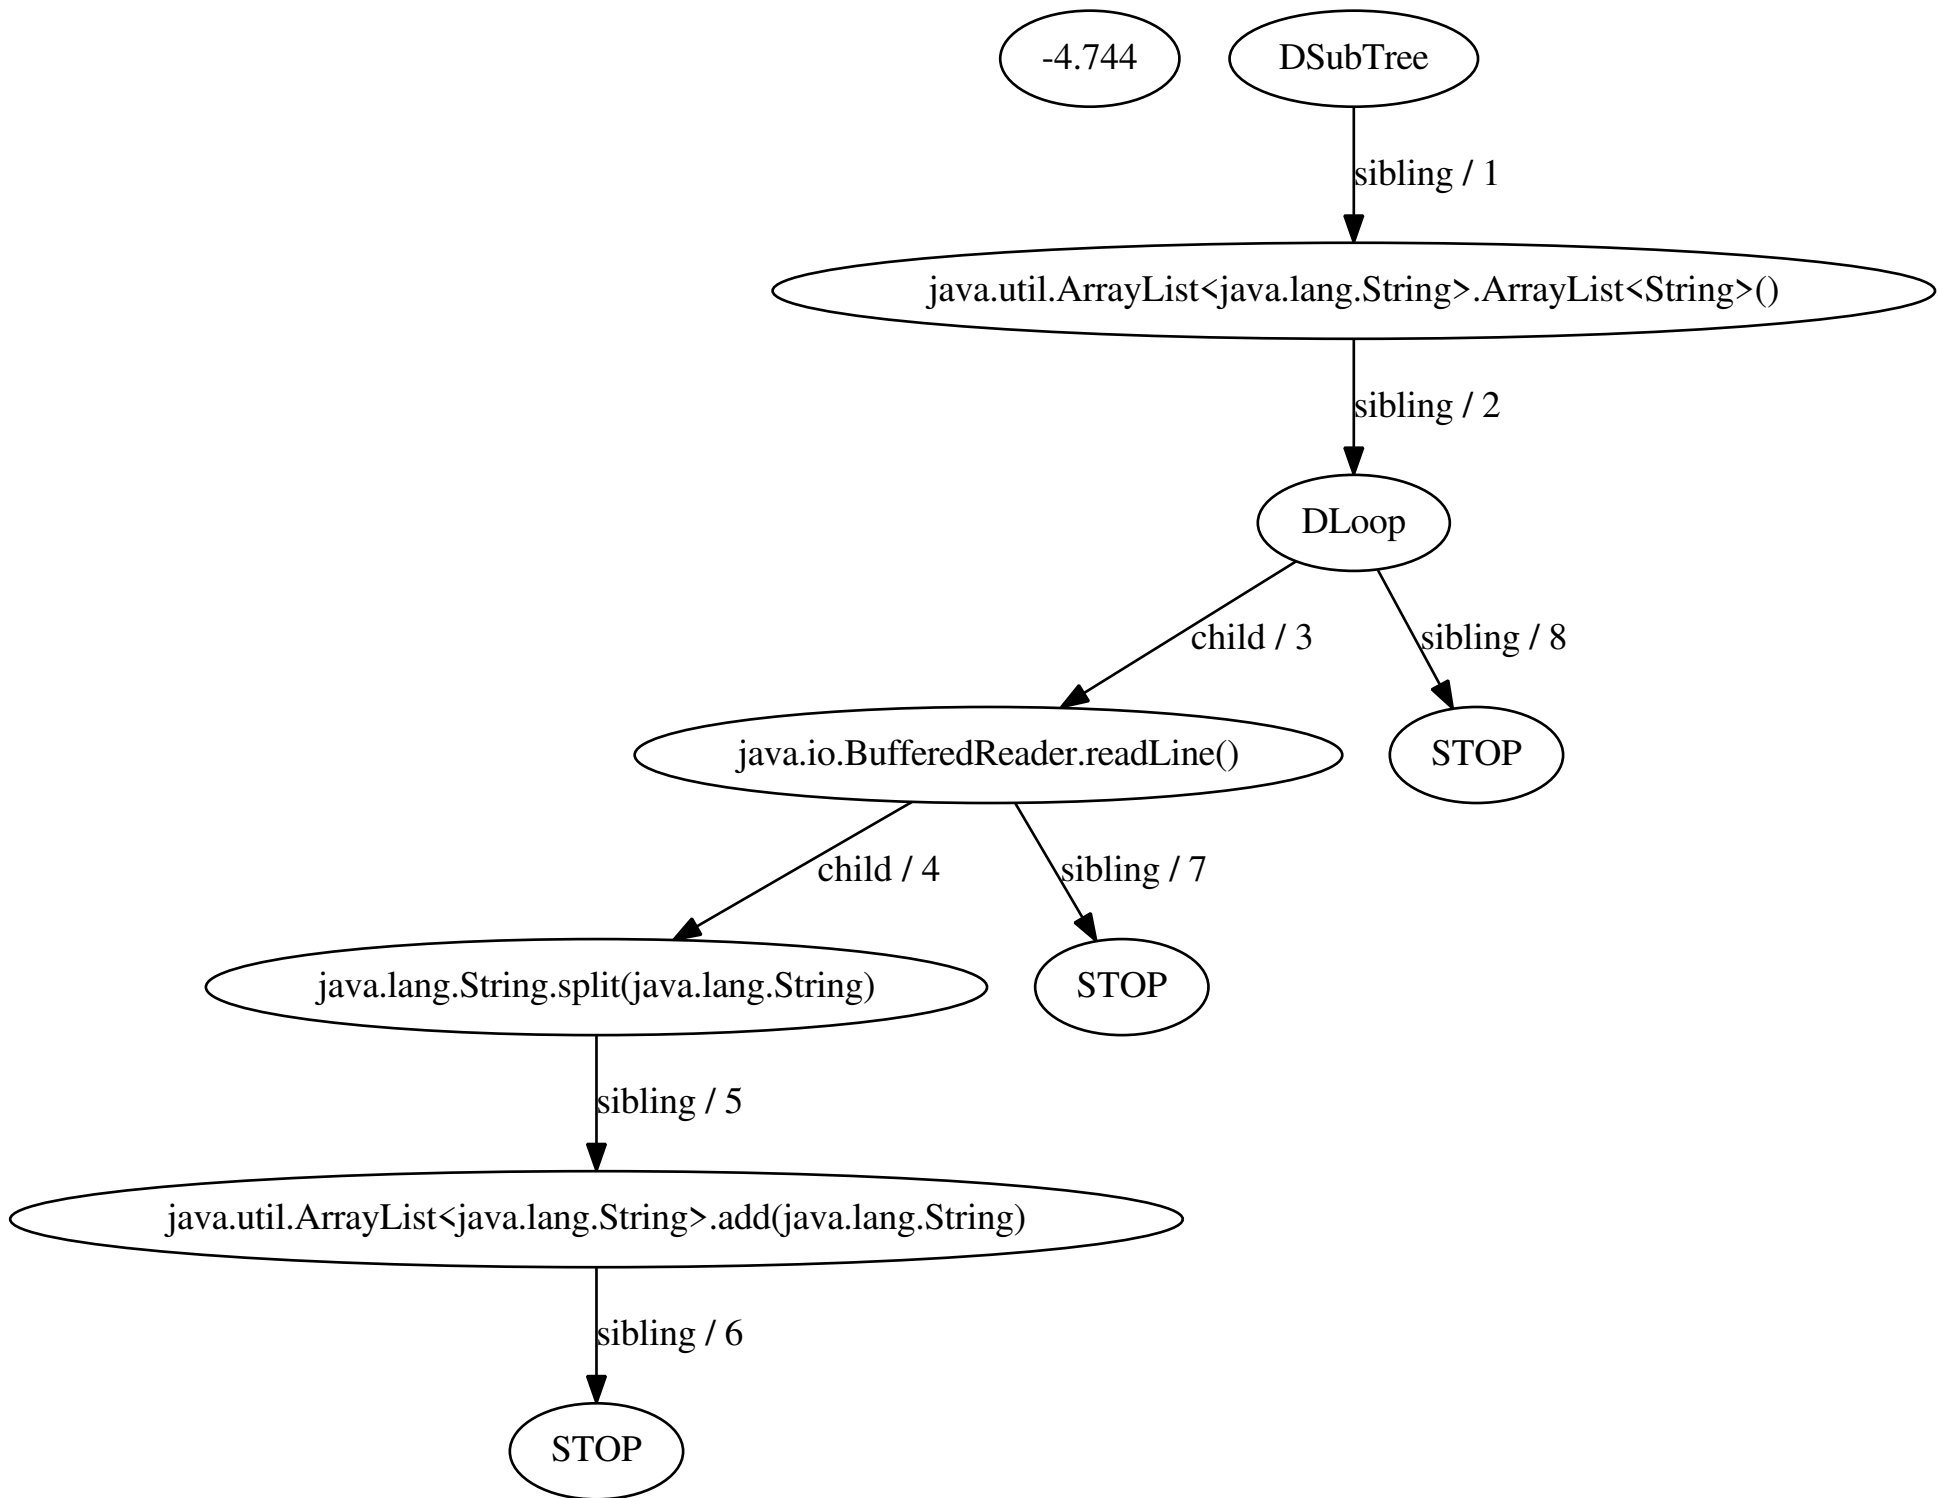 -4.744
DSubTree
sibling / 1
java.util.ArrayList<java.lang.String>.ArrayList<String>()
sibling / 2
DLoop
child / 3
sibling / 8
java.io.BufferedReader.readLine()
STOP
child / 4
sibling / 7
java.lang.String.split(java.lang.String)
STOP
sibling / 5
java.util.ArrayList<java.lang.String>.add(java.lang.String)
sibling / 6
STOP